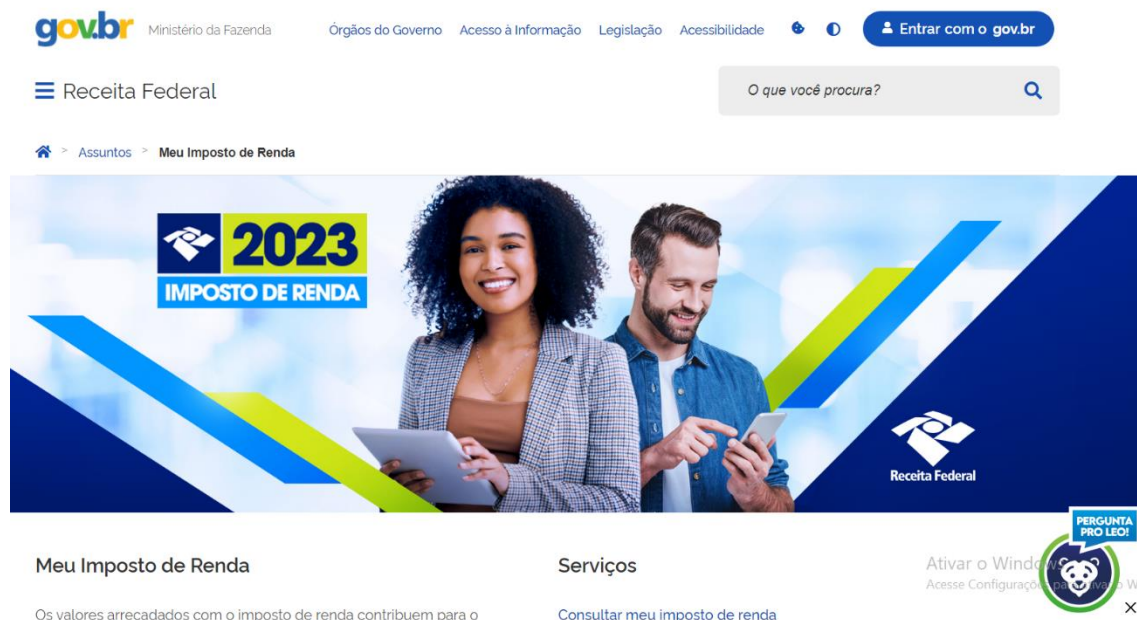 gov.br Ministério da Fazenda Órgãos do Governo Acesso à Informação Legislação Acessibilidade Entrar com o gov.br
Receita Federal O que você procura?
> Assuntos > Meu Imposto de Renda
2023
IMPOSTO DE RENDA
Receita Federal
PERGUNTA
PRO LEO!
Meu Imposto de Renda Serviços
Ativar o Windows
Acesse Configurações para
Os valores arrecadados com o imposto de renda contribuem para o Consultar meu imposto de renda